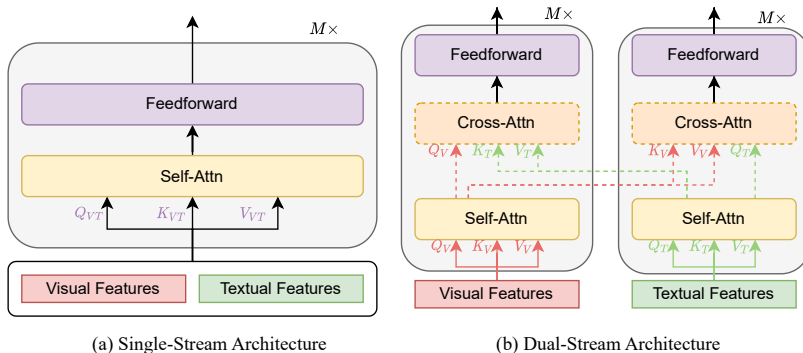 M×
Feedforward
Self-Attn
Q_VT K_VT V_VT
Visual Features Textual Features
(a) Single-Stream Architecture
M×
Feedforward
Cross-Attn
Q_V K_T V_T
Self-Attn
Q_V K_V V_V
Visual Features
M×
Feedforward
Cross-Attn
K_V V_V Q_T
Self-Attn
Q_T K_T V_T
Textual Features
(b) Dual-Stream Architecture